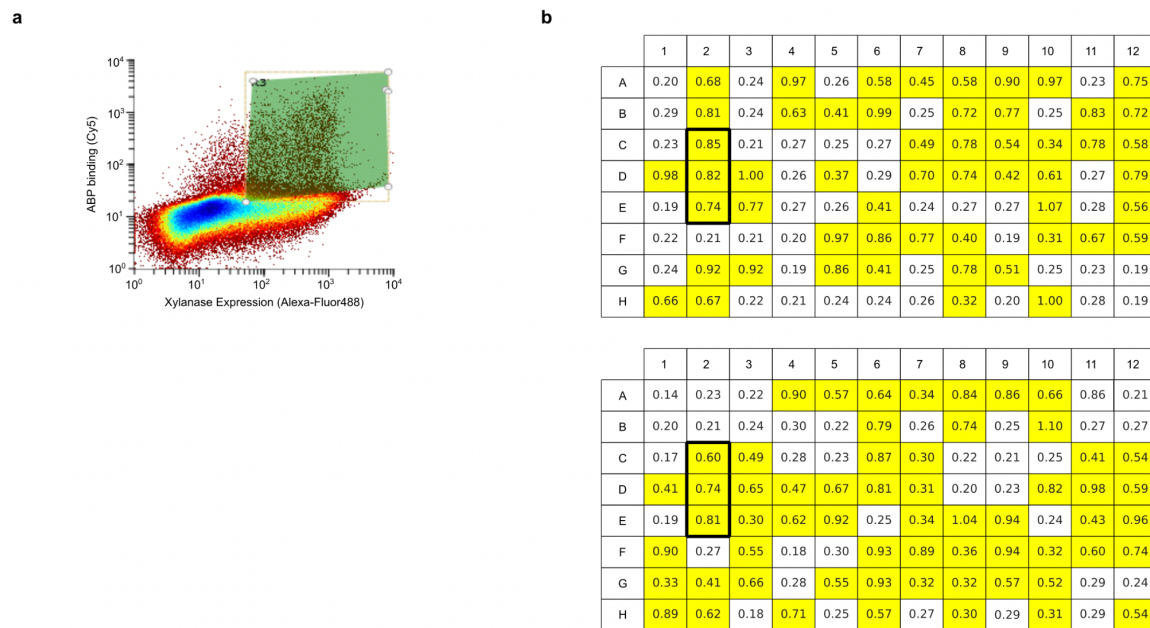 a
b
10⁴
10³
10²
10¹
10⁰
10⁰ 10¹ 10² 10³ 10⁴
ABP binding (Cy5)
Xylanase Expression (Alexa-Fluor488)
1 2 3 4 5 6 7 8 9 10 11 12
A 0.20 0.68 0.24 0.97 0.26 0.58 0.45 0.58 0.90 0.97 0.23 0.75
B 0.29 0.81 0.24 0.63 0.41 0.99 0.25 0.72 0.77 0.25 0.83 0.72
C 0.23 0.85 0.21 0.27 0.25 0.27 0.49 0.78 0.54 0.34 0.78 0.58
D 0.98 0.82 1.00 0.26 0.37 0.29 0.70 0.74 0.42 0.61 0.27 0.79
E 0.19 0.74 0.77 0.27 0.26 0.41 0.24 0.27 0.27 1.07 0.28 0.56
F 0.22 0.21 0.21 0.20 0.97 0.86 0.77 0.40 0.19 0.31 0.67 0.59
G 0.24 0.92 0.92 0.19 0.86 0.41 0.25 0.78 0.51 0.25 0.23 0.19
H 0.66 0.67 0.22 0.21 0.24 0.24 0.26 0.32 0.20 1.00 0.28 0.19
1 2 3 4 5 6 7 8 9 10 11 12
A 0.14 0.23 0.22 0.90 0.57 0.64 0.34 0.84 0.86 0.66 0.86 0.21
B 0.20 0.21 0.24 0.30 0.22 0.79 0.26 0.74 0.25 1.10 0.27 0.27
C 0.17 0.60 0.49 0.28 0.23 0.87 0.30 0.22 0.21 0.25 0.41 0.54
D 0.41 0.74 0.65 0.47 0.67 0.81 0.31 0.20 0.23 0.82 0.98 0.59
E 0.19 0.81 0.30 0.62 0.92 0.25 0.34 1.04 0.94 0.24 0.43 0.96
F 0.90 0.27 0.55 0.18 0.30 0.93 0.89 0.36 0.94 0.32 0.60 0.74
G 0.33 0.41 0.66 0.28 0.55 0.93 0.32 0.32 0.57 0.52 0.29 0.24
H 0.89 0.62 0.18 0.71 0.25 0.57 0.27 0.30 0.29 0.31 0.29 0.54